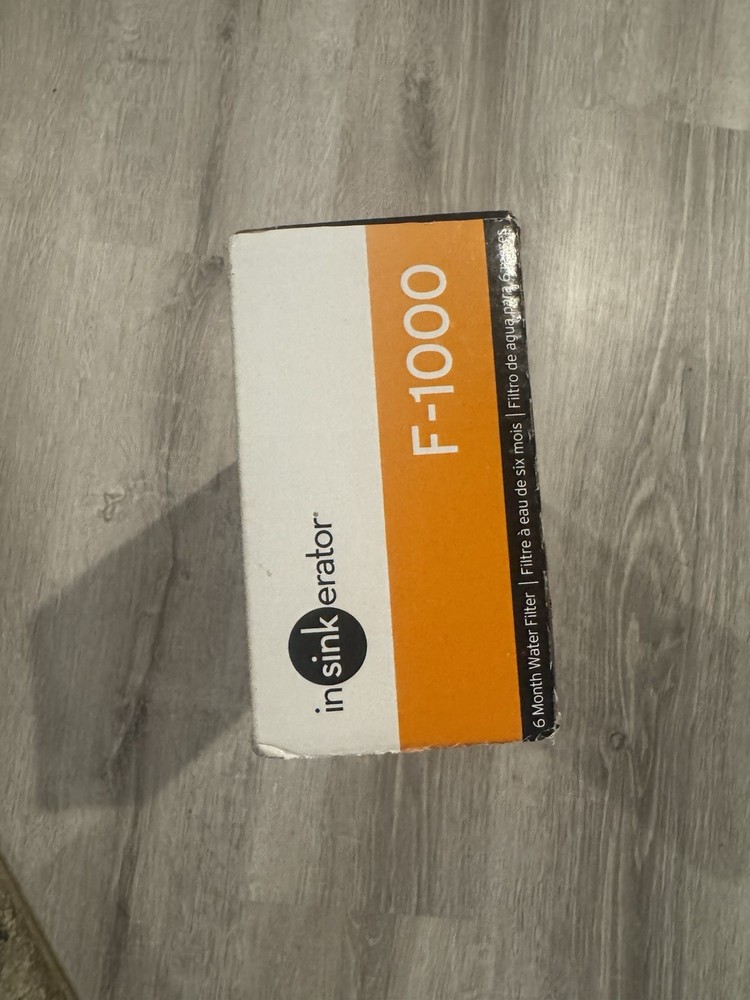 insinkerator®
F-1000
6 Month Water Filter | Filtre à eau de six mois | Filtro de agua para 6 meses